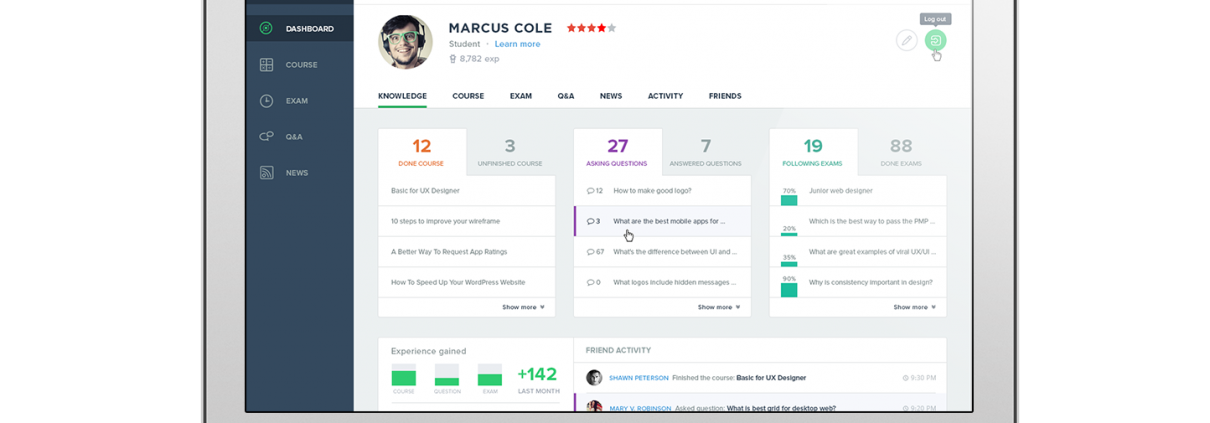 Log out
DASHBOARD
MARCUS COLE
Student · Learn more
8,782 exp
COURSE
KNOWLEDGE COURSE EXAM Q&A NEWS ACTIVITY FRIENDS
EXAM
Q&A
NEWS
12 3
DONE COURSE UNFINISHED COURSE
Basic for UX Designer
10 steps to improve your wireframe
A Better Way To Request App Ratings
How To Speed Up Your WordPress Website
Show more
27 7
ASKING QUESTIONS ANSWERED QUESTIONS
12 How to make good logo?
3 What are the best mobile apps for ...
67 What's the difference between UI and ...
0 What logos include hidden messages ...
Show more
19 88
FOLLOWING EXAMS DONE EXAMS
70% Junior web designer
20% Which is the best way to pass the PMP ...
35% What are great examples of viral UX/UI ...
90% Why is consistency important in design?
Show more
Experience gained
+142
COURSE QUESTION EXAM LAST MONTH
FRIEND ACTIVITY
SHAWN PETERSON Finished the course: Basic for UX Designer 9:30 PM
MARY V. ROBINSON Asked question: What is best grid for desktop web? 9:20 PM